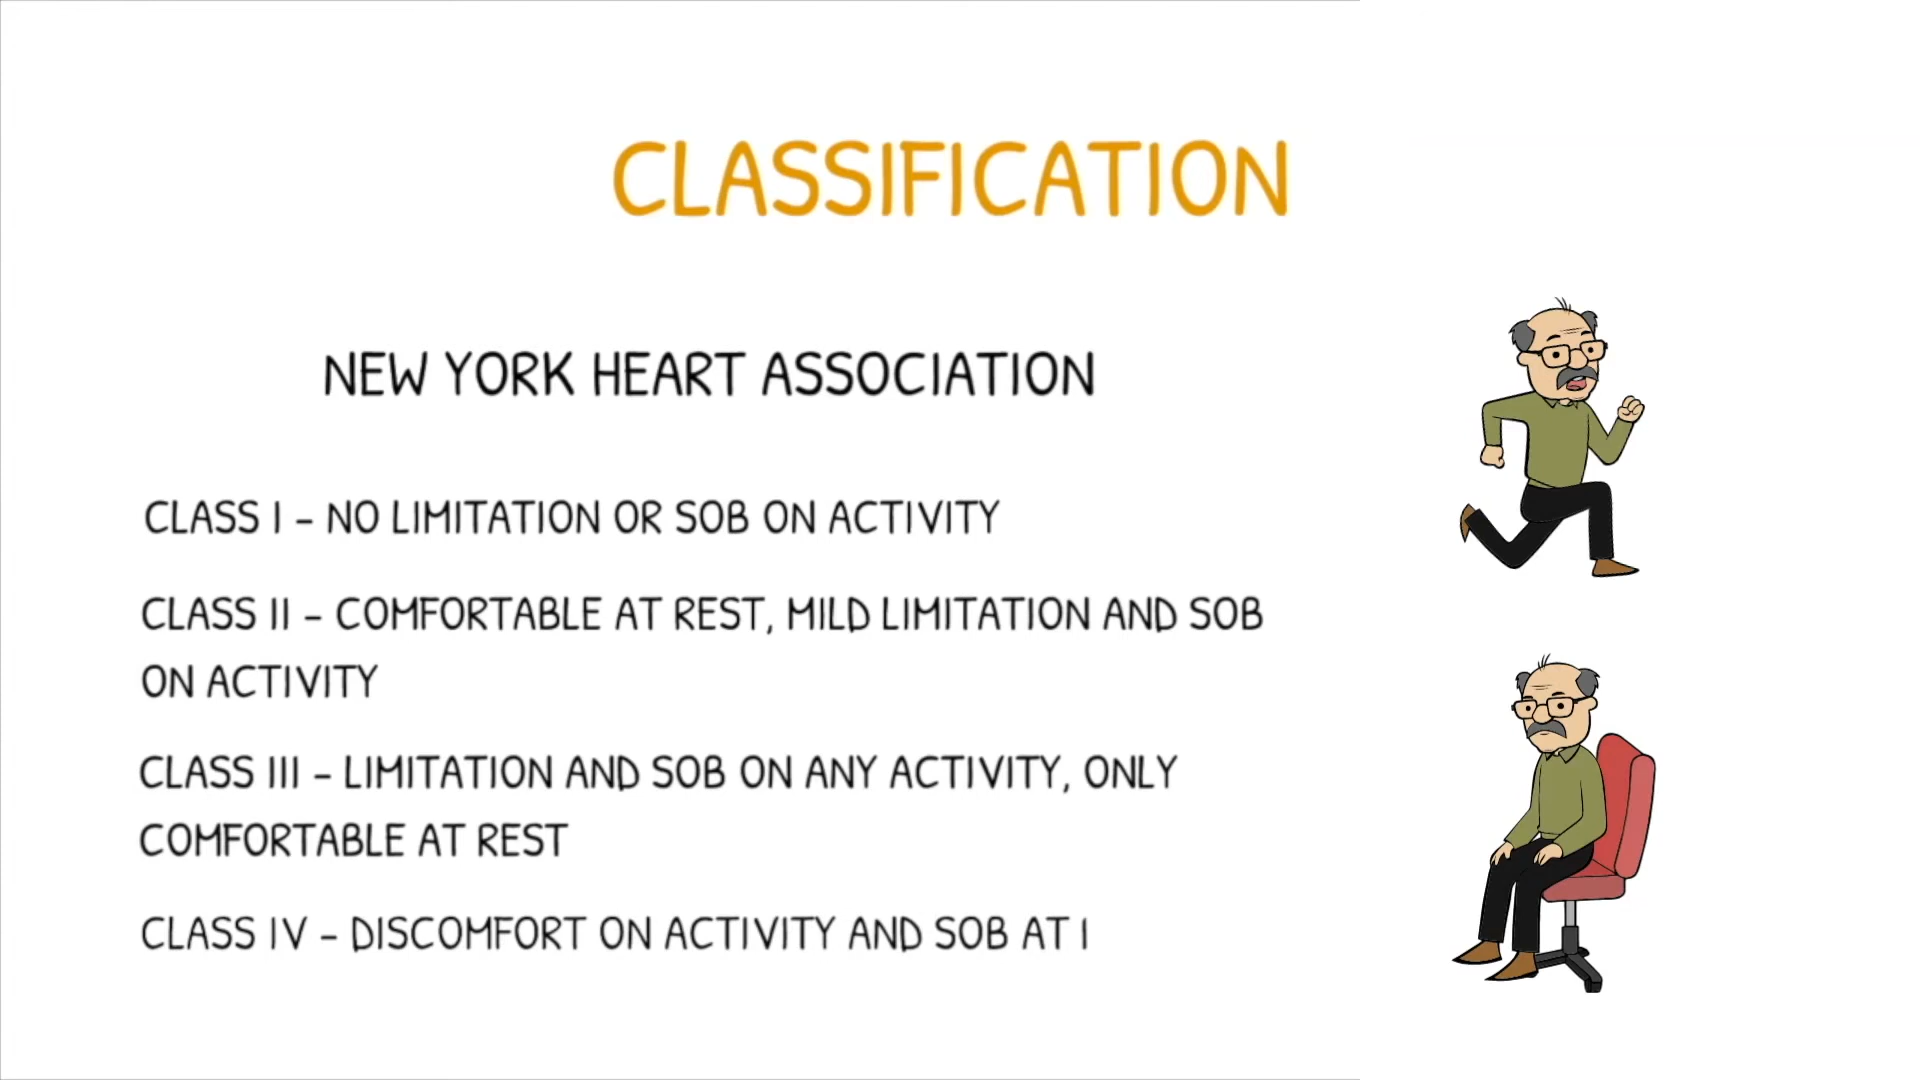 CLASSIFICATION
NEW YORK HEART ASSOCIATION
CLASS I – NO LIMITATION OR SOB ON ACTIVITY
CLASS II – COMFORTABLE AT REST, MILD LIMITATION AND SOB
ON ACTIVITY
CLASS III – LIMITATION AND SOB ON ANY ACTIVITY, ONLY
COMFORTABLE AT REST
CLASS IV – DISCOMFORT ON ACTIVITY AND SOB AT